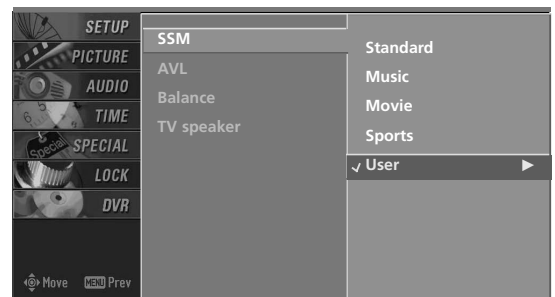 SETUP
PICTURE
AUDIO
TIME
SPECIAL
LOCK
DVR
Move MENU Prev
SSM
AVL
Balance
TV speaker
Standard
Music
Movie
Sports
✓ User ►